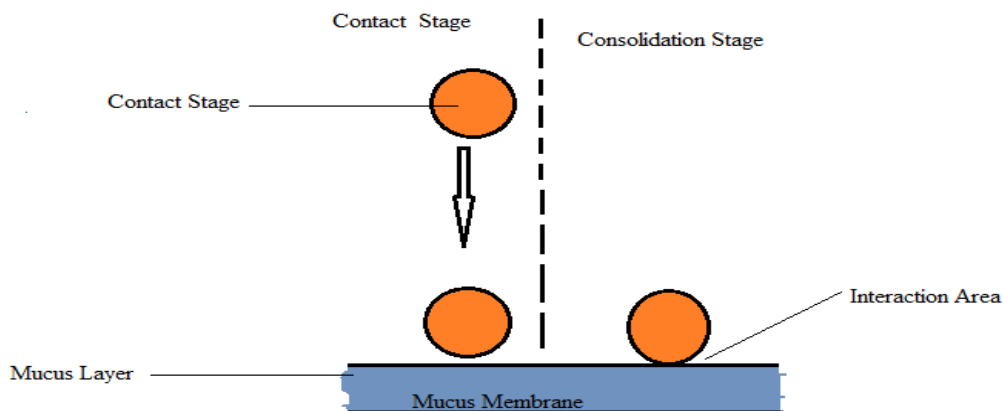 Contact Stage
Consolidation Stage
Contact Stage
Interaction Area
Mucus Layer
Mucus Membrane